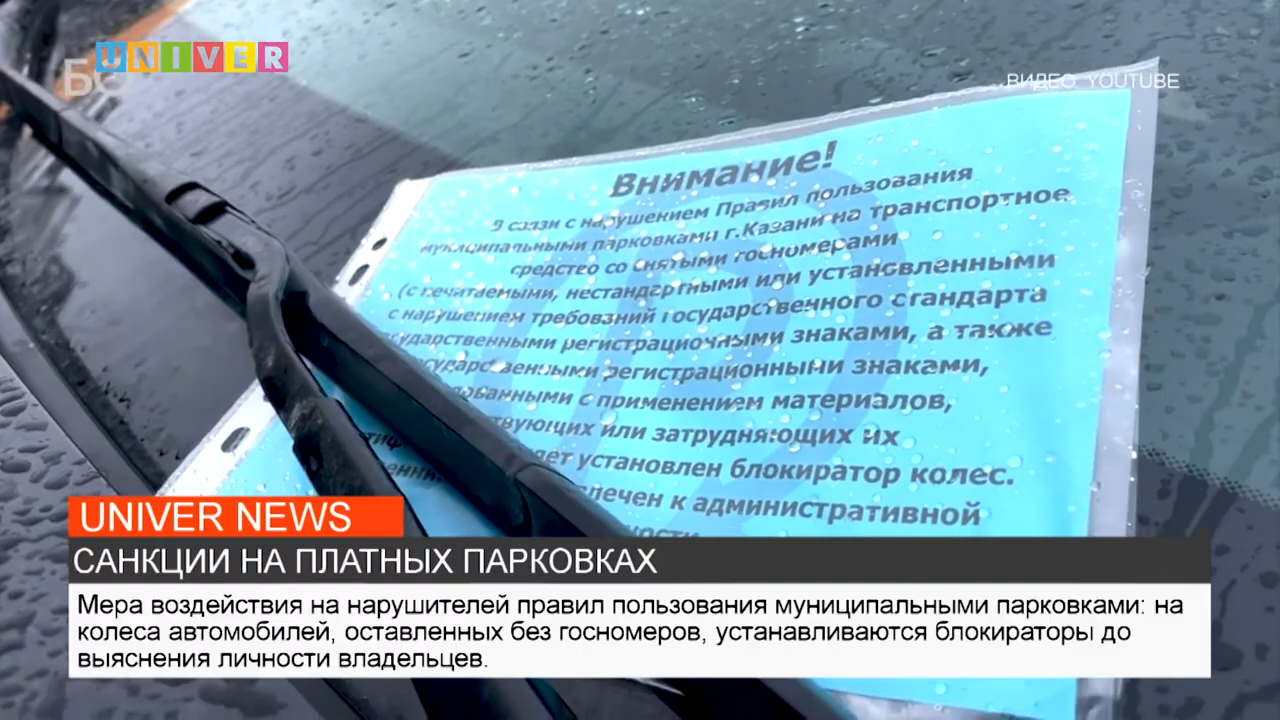 UNIVER
ВИДЕО YOUTUBE
Внимание!
В связи с нарушением Правил пользования
муниципальными парковками г.Казани на транспортное
средство со снятыми госномерами
(с нечитаемыми, нестандартными или установленными
с нарушением требований государственного стандарта
государственными регистрационными знаками, а также
государственными регистрационными знаками,
с применением материалов,
или затрудняющих их
установлен блокиратор колес.
к административной
UNIVER NEWS
САНКЦИИ НА ПЛАТНЫХ ПАРКОВКАХ
Мера воздействия на нарушителей правил пользования муниципальными парковками: на
колеса автомобилей, оставленных без госномеров, устанавливаются блокираторы до
выяснения личности владельцев.